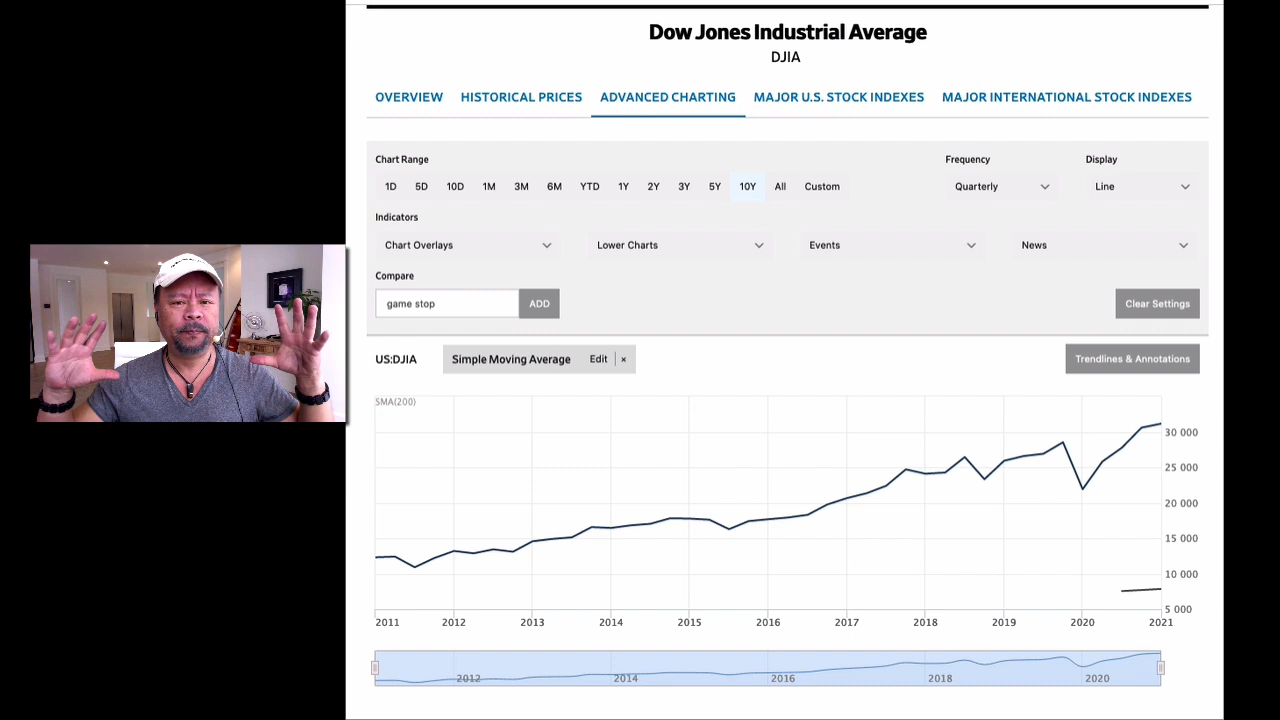 Dow Jones Industrial Average
DJIA
OVERVIEW HISTORICAL PRICES ADVANCED CHARTING MAJOR U.S. STOCK INDEXES MAJOR INTERNATIONAL STOCK INDEXES
Chart Range Frequency Display
1D 5D 10D 1M 3M 6M YTD 1Y 2Y 3Y 5Y 10Y All Custom Quarterly Line
Indicators
Chart Overlays Lower Charts Events News
Compare
game stop ADD Clear Settings
US:DJIA Simple Moving Average Edit × Trendlines & Annotations
SMA(200)
30 000
25 000
20 000
15 000
10 000
5 000
2011 2012 2013 2014 2015 2016 2017 2018 2019 2020 2021
2012 2014 2016 2018 2020